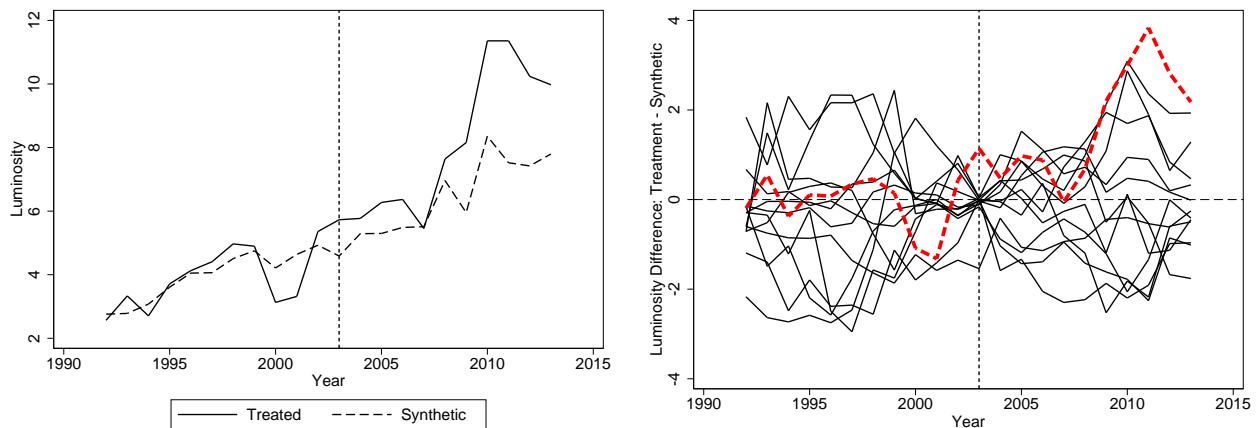 12
10
8
6
4
2
Luminosity
1990 1995 2000 2005 2010 2015
Year
Treated Synthetic
4
2
0
-2
-4
Luminosity Difference: Treatment - Synthetic
1990 1995 2000 2005 2010 2015
Year